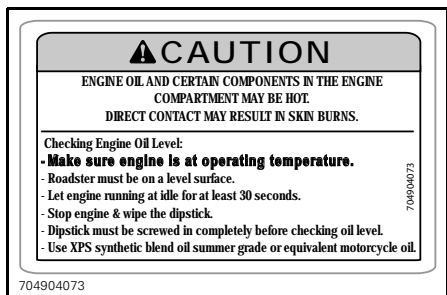 CAUTION
ENGINE OIL AND CERTAIN COMPONENTS IN THE ENGINE
COMPARTMENT MAY BE HOT.
DIRECT CONTACT MAY RESULT IN SKIN BURNS.
Checking Engine Oil Level:
- Make sure engine is at operating temperature.
- Roadster must be on a level surface.
- Let engine running at idle for at least 30 seconds.
- Stop engine & wipe the dipstick.
- Dipstick must be screwed in completely before checking oil level.
- Use XPS synthetic blend oil summer grade or equivalent motorcycle oil.
704904073
704904073